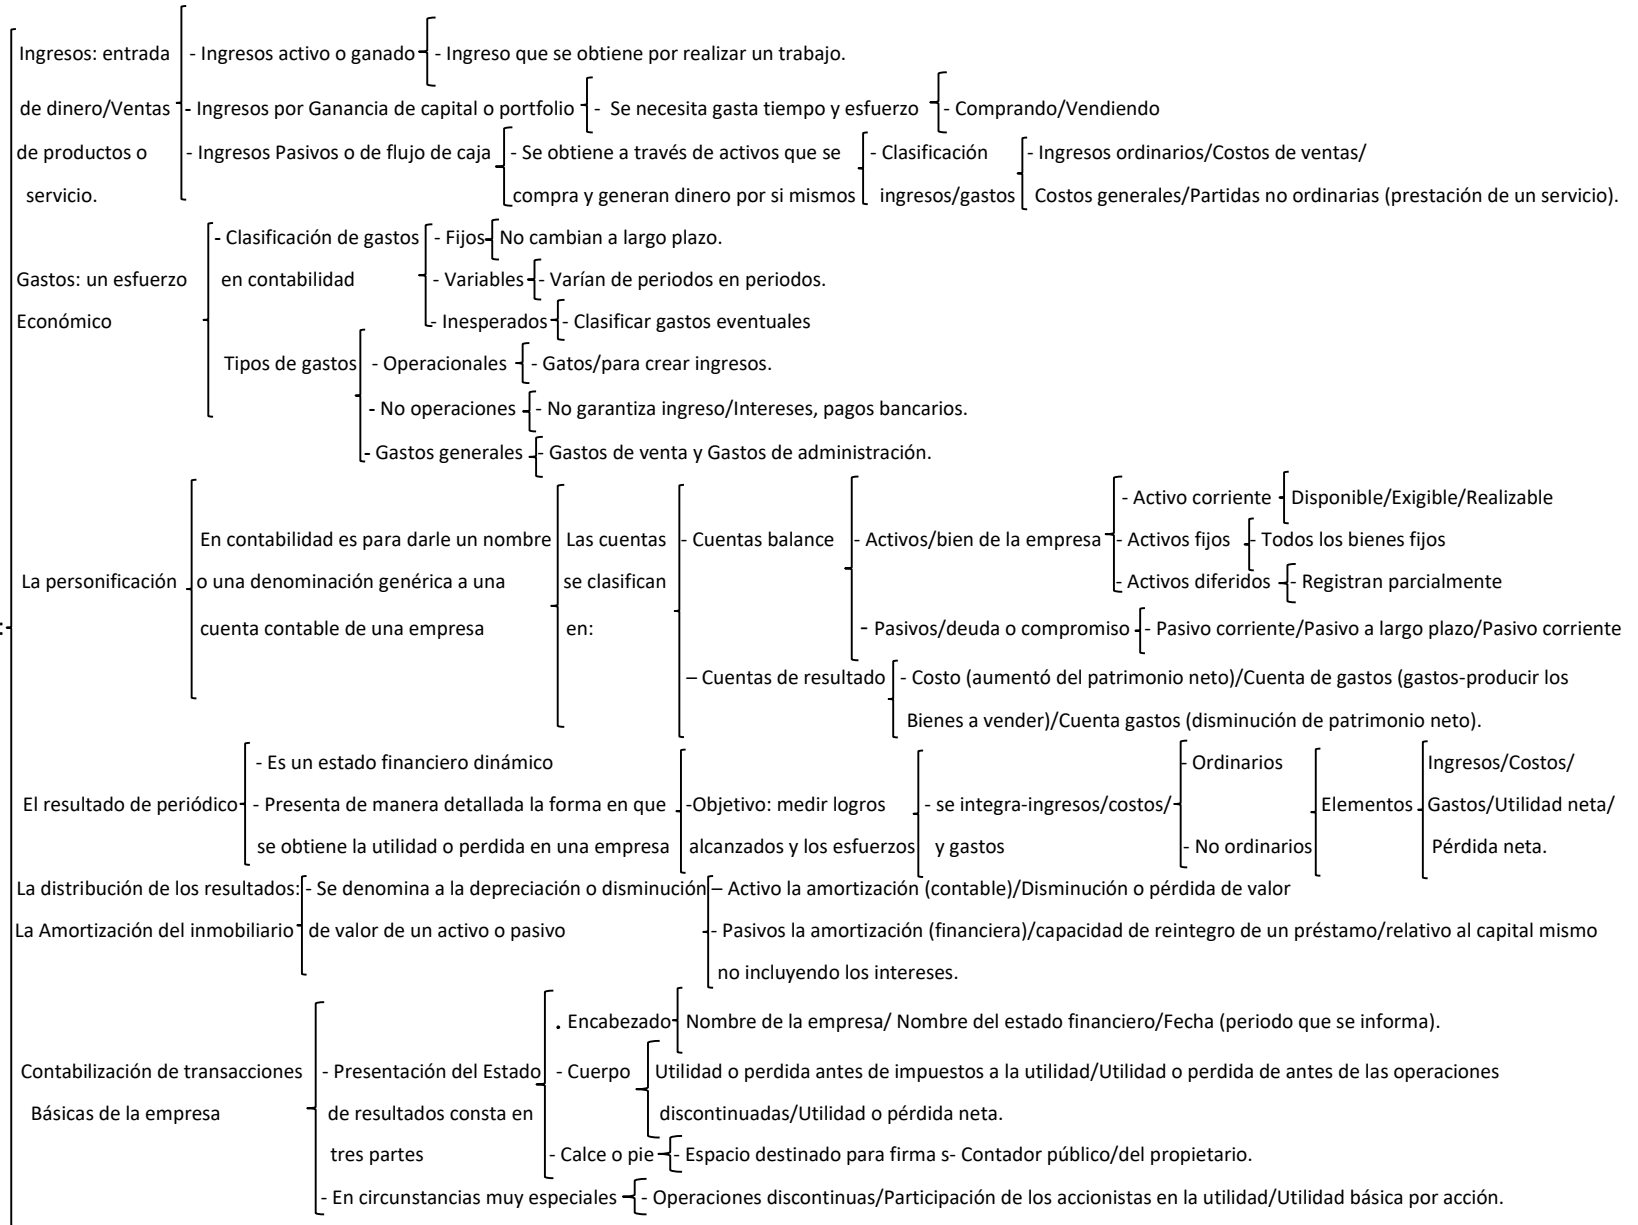 Ingresos: entrada - Ingresos activo o ganado - Ingreso que se obtiene por realizar un trabajo.
de dinero/Ventas - Ingresos por Ganancia de capital o portfolio - Se necesita gasta tiempo y esfuerzo - Comprando/Vendiendo
de productos o - Ingresos Pasivos o de flujo de caja - Se obtiene a través de activos que se - Clasificación - Ingresos ordinarios/Costos de ventas/
servicio. compra y generan dinero por si mismos ingresos/gastos Costos generales/Partidas no ordinarias (prestación de un servicio).
- Clasificación de gastos - Fijos No cambian a largo plazo.
Gastos: un esfuerzo en contabilidad - Variables - Varían de periodos en periodos.
Económico - Inesperados - Clasificar gastos eventuales
Tipos de gastos - Operacionales - Gatos/para crear ingresos.
- No operaciones - No garantiza ingreso/Intereses, pagos bancarios.
- Gastos generales - Gastos de venta y Gastos de administración.
- Activo corriente Disponible/Exigible/Realizable
En contabilidad es para darle un nombre Las cuentas - Cuentas balance - Activos/bien de la empresa - Activos fijos - Todos los bienes fijos
La personificación o una denominación genérica a una se clasifican - Activos diferidos - Registran parcialmente
: cuenta contable de una empresa en: - Pasivos/deuda o compromiso - Pasivo corriente/Pasivo a largo plazo/Pasivo corriente
– Cuentas de resultado - Costo (aumentó del patrimonio neto)/Cuenta de gastos (gastos-producir los
Bienes a vender)/Cuenta gastos (disminución de patrimonio neto).
- Es un estado financiero dinámico - Ordinarios Ingresos/Costos/
El resultado de periódico - Presenta de manera detallada la forma en que -Objetivo: medir logros - se integra-ingresos/costos/ Elementos Gastos/Utilidad neta/
se obtiene la utilidad o perdida en una empresa alcanzados y los esfuerzos y gastos - No ordinarios Pérdida neta.
La distribución de los resultados: - Se denomina a la depreciación o disminución – Activo la amortización (contable)/Disminución o pérdida de valor
La Amortización del inmobiliario de valor de un activo o pasivo - Pasivos la amortización (financiera)/capacidad de reintegro de un préstamo/relativo al capital mismo
no incluyendo los intereses.
. Encabezado Nombre de la empresa/ Nombre del estado financiero/Fecha (periodo que se informa).
Contabilización de transacciones - Presentación del Estado - Cuerpo Utilidad o perdida antes de impuestos a la utilidad/Utilidad o perdida de antes de las operaciones
Básicas de la empresa de resultados consta en discontinuadas/Utilidad o pérdida neta.
tres partes - Calce o pie - Espacio destinado para firma s- Contador público/del propietario.
- En circunstancias muy especiales - Operaciones discontinuas/Participación de los accionistas en la utilidad/Utilidad básica por acción.